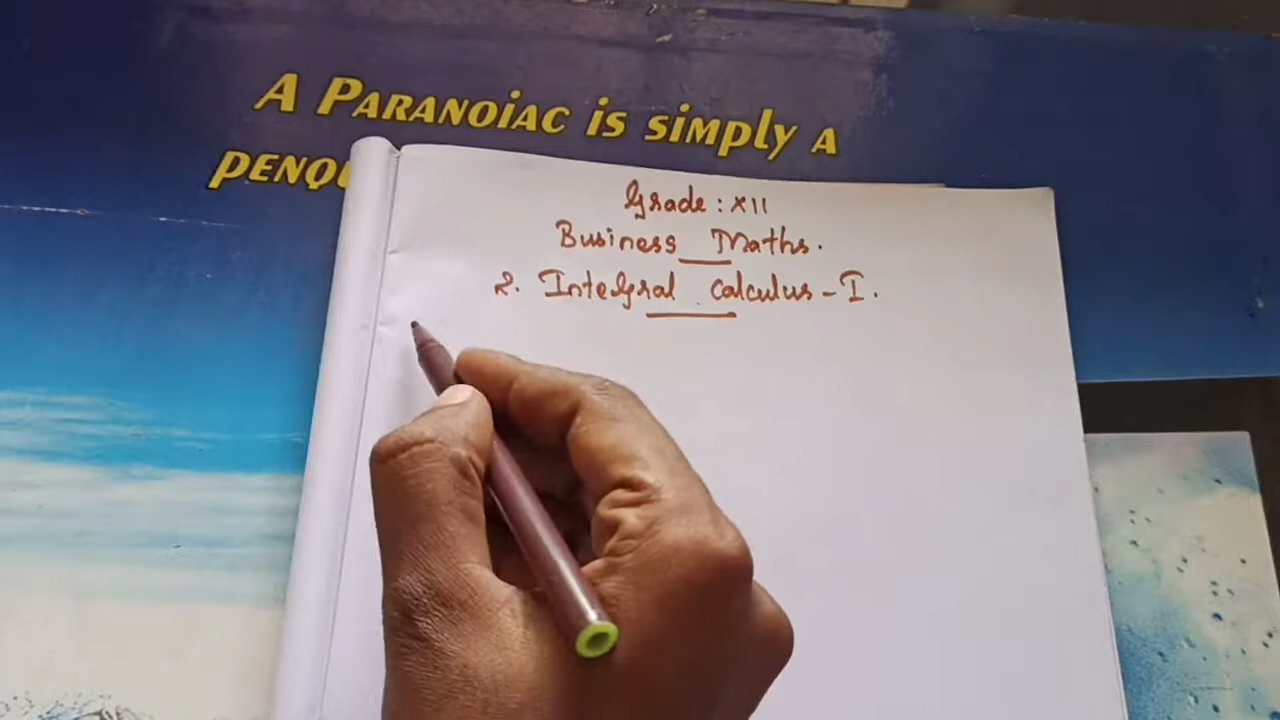 A PARANOiAC iS SiMPLY A
Grade : XII
Business Maths.
2. Integral Calculus - I.